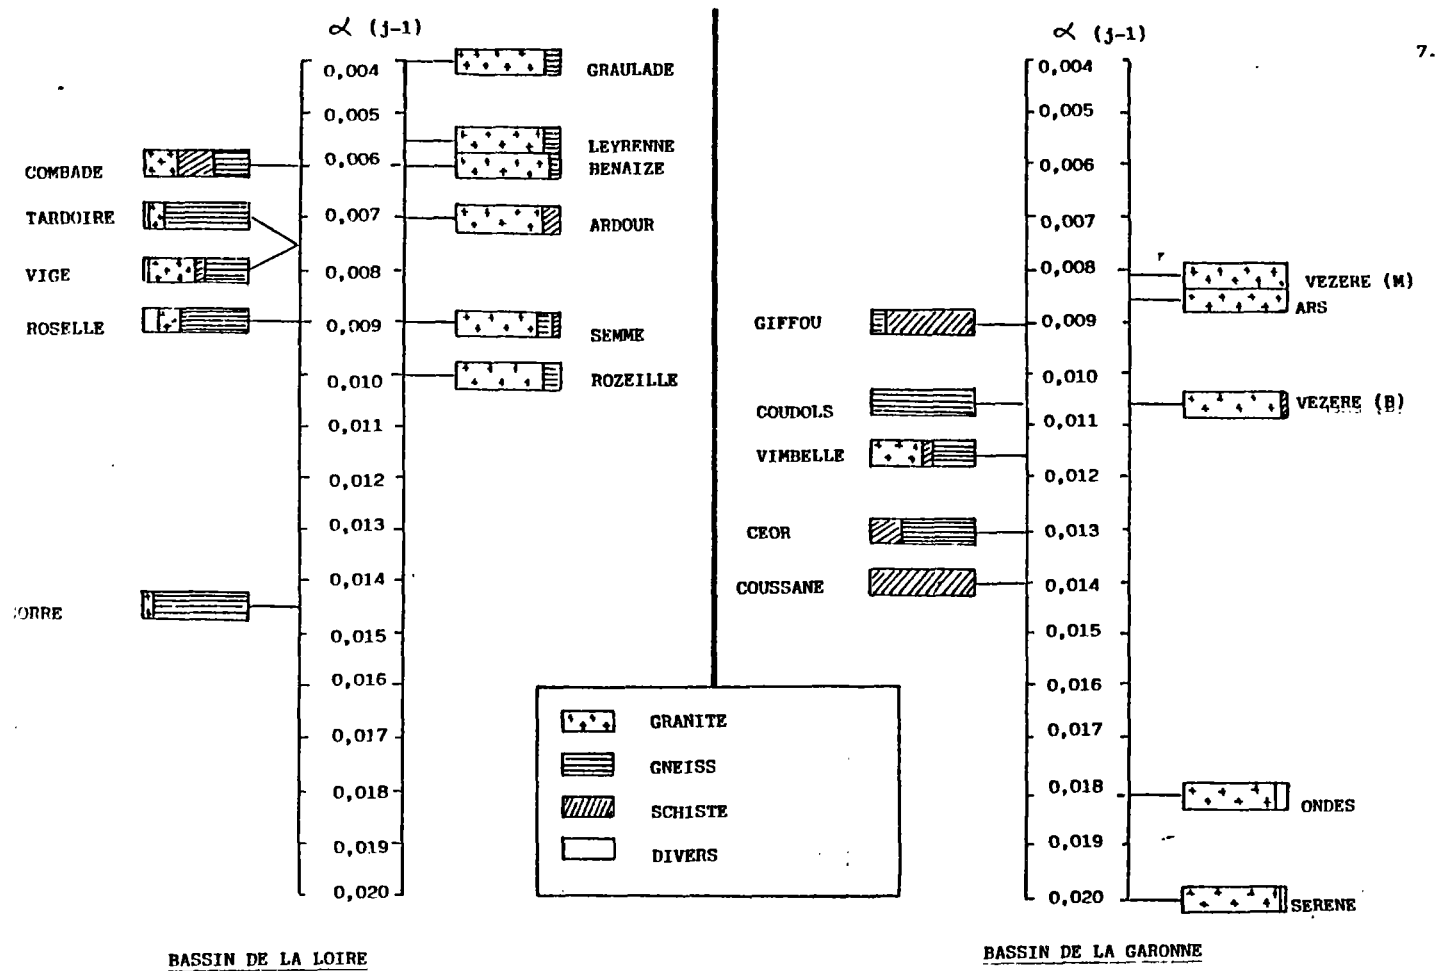 7.
α (j-1)
0,004
0,005
0,006
0,007
0,008
0,009
0,010
0,011
0,012
0,013
0,014
0,015
0,016
0,017
0,018
0,019
0,020
COMBADE
TARDOIRE
VIGE
ROSELLE
ORRE
GRAULADE
LEYRENNE
BENAIZE
ARDOUR
SEMME
ROZEILLE
BASSIN DE LA LOIRE
α (j-1)
0,004
0,005
0,006
0,007
0,008
0,009
0,010
0,011
0,012
0,013
0,014
0,015
0,016
0,017
0,018
0,019
0,020
GIFFOU
COUDOLS
VIMBELLE
CEOR
COUSSANE
VEZERE (M)
ARS
VEZERE (B)
ONDES
SERENE
BASSIN DE LA GARONNE
GRANITE
GNEISS
SCHISTE
DIVERS